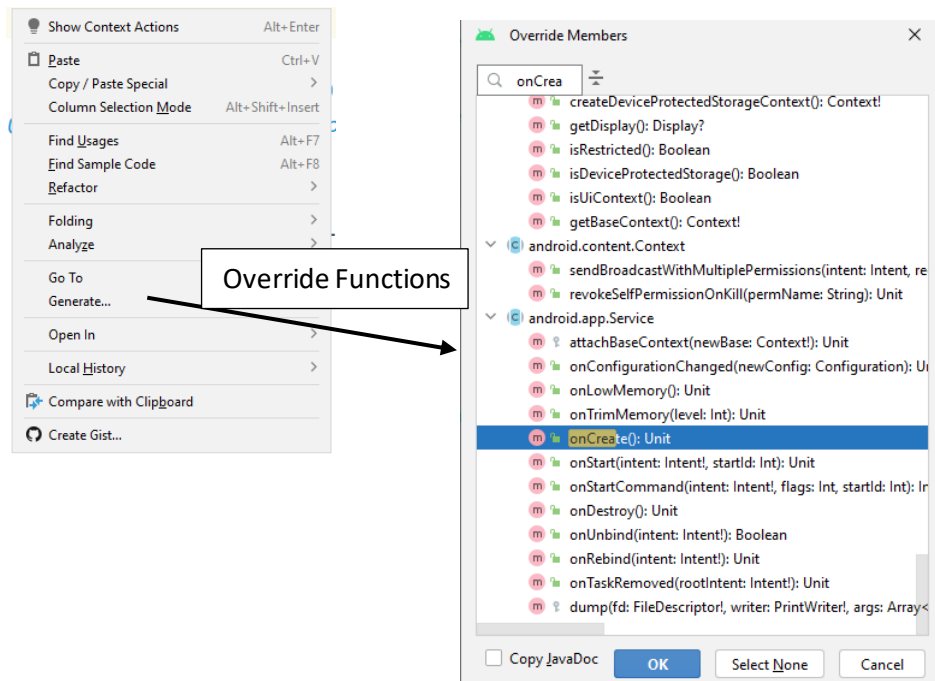 Show Context Actions Alt+Enter
Paste Ctrl+V
Copy / Paste Special
Column Selection Mode Alt+Shift+Insert
Find Usages Alt+F7
Find Sample Code Alt+F8
Refactor
Folding
Analyze
Go To
Generate...
Open In
Local History
Compare with Clipboard
Create Gist...
Override Functions
Override Members
onCrea
createDeviceProtectedStorageContext(): Context!
getDisplay(): Display?
isRestricted(): Boolean
isDeviceProtectedStorage(): Boolean
isUiContext(): Boolean
getBaseContext(): Context!
android.content.Context
sendBroadcastWithMultiplePermissions(intent: Intent, re
revokeSelfPermissionOnKill(permName: String): Unit
android.app.Service
attachBaseContext(newBase: Context!): Unit
onConfigurationChanged(newConfig: Configuration): U
onLowMemory(): Unit
onTrimMemory(level: Int): Unit
onCreate(): Unit
onStart(intent: Intent!, startId: Int): Unit
onStartCommand(intent: Intent!, flags: Int, startId: Int): In
onDestroy(): Unit
onUnbind(intent: Intent!): Boolean
onRebind(intent: Intent!): Unit
onTaskRemoved(rootIntent: Intent!): Unit
dump(fd: FileDescriptor!, writer: PrintWriter!, args: Array<
Copy JavaDoc OK Select None Cancel